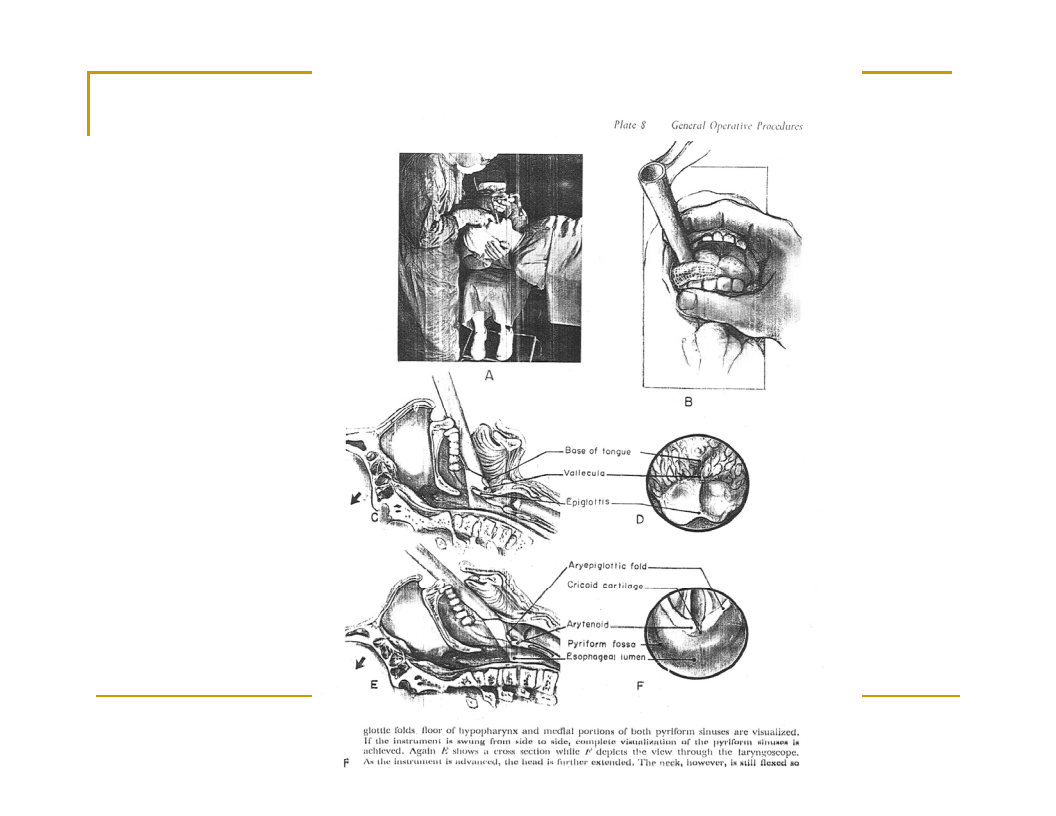 Plate 8 General Operative Procedures
A
B
Base of tongue
Vallecula
Epiglottis
C
D
Aryepiglottic fold
Cricoid cartilage
Arytenoid
Pyriform fossa
Esophageal lumen
E
F
glottic folds, floor of hypopharynx and medial portions of both pyriform sinuses are visualized.
If the instrument is swung from side to side, complete visualization of the pyriform sinuses is
achieved. Again E shows a cross section while F depicts the view through the laryngoscope.
F As the instrument is advanced, the head is further extended. The neck, however, is still flexed so